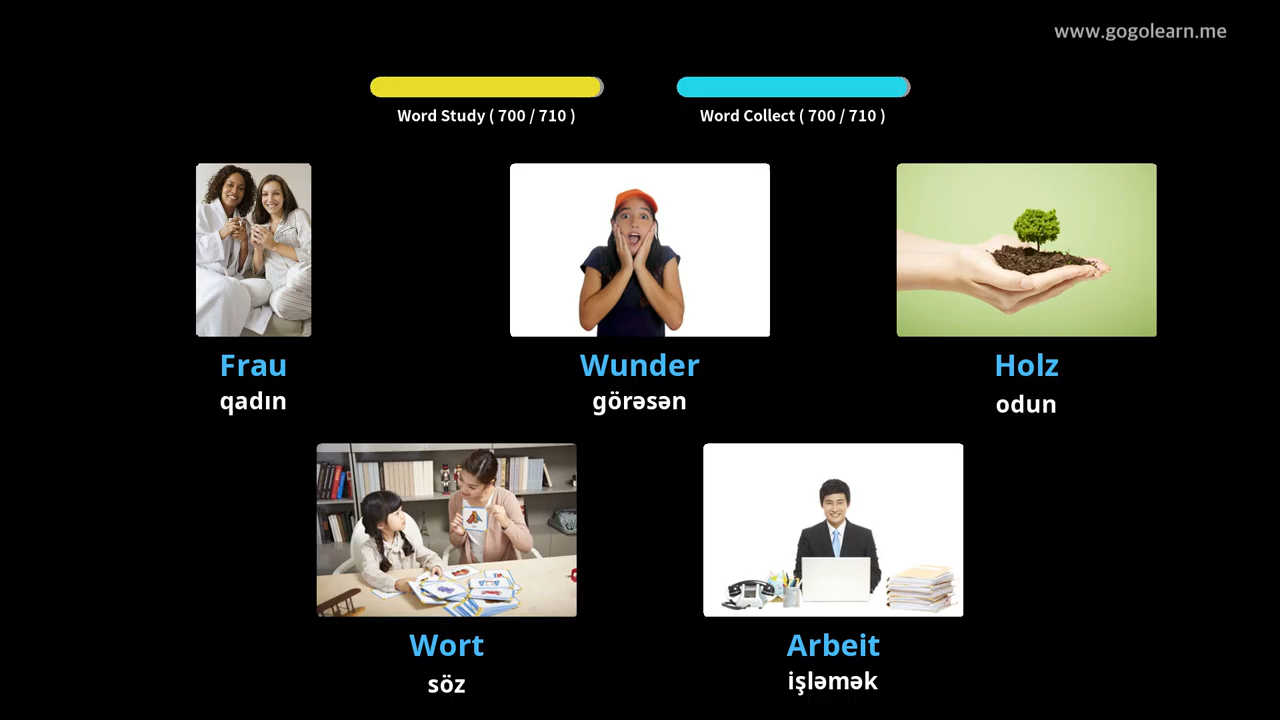 www.gogolearn.me
Word Study ( 700 / 710 )
Word Collect ( 700 / 710 )
Frau
qadın
Wunder
görəsən
Holz
odun
Wort
söz
Arbeit
işləmək